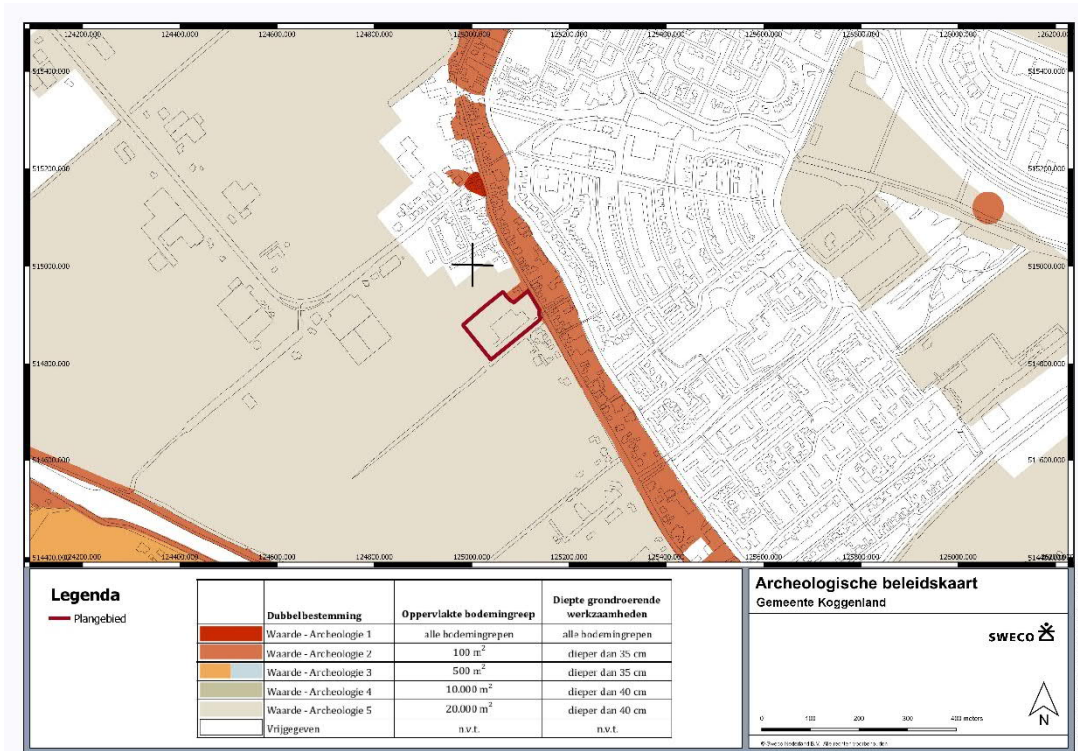 124200.000 124400.000 124600.000 124800.000 125000.000 125200.000 125400.000 125600.000 125800.000 126000.000 126200.000
515400.000 515400.000
515200.000 515200.000
515000.000 515000.000
514800.000 514800.000
514600.000 514600.000
514400.000
124200.000 124400.000 124600.000 124800.000 125000.000 125200.000 125400.000 125600.000 125800.000 126000.000
Legenda
Plangebied
Dubbelbestemming Oppervlakte bodemingreep Diepte grondroerende
werkzaamheden
Waarde - Archeologie 1 alle bodemingrepen alle bodemingrepen
Waarde - Archeologie 2 100 m² dieper dan 35 cm
Waarde - Archeologie 3 500 m² dieper dan 35 cm
Waarde - Archeologie 4 10.000 m² dieper dan 40 cm
Waarde - Archeologie 5 20.000 m² dieper dan 40 cm
Vrijgegeven n.v.t. n.v.t.
Archeologische beleidskaart
Gemeente Koggenland
SWECO
0 100 200 300 400 meters
N
© Sweco Nederland B.V. Alle rechten voorbehouden